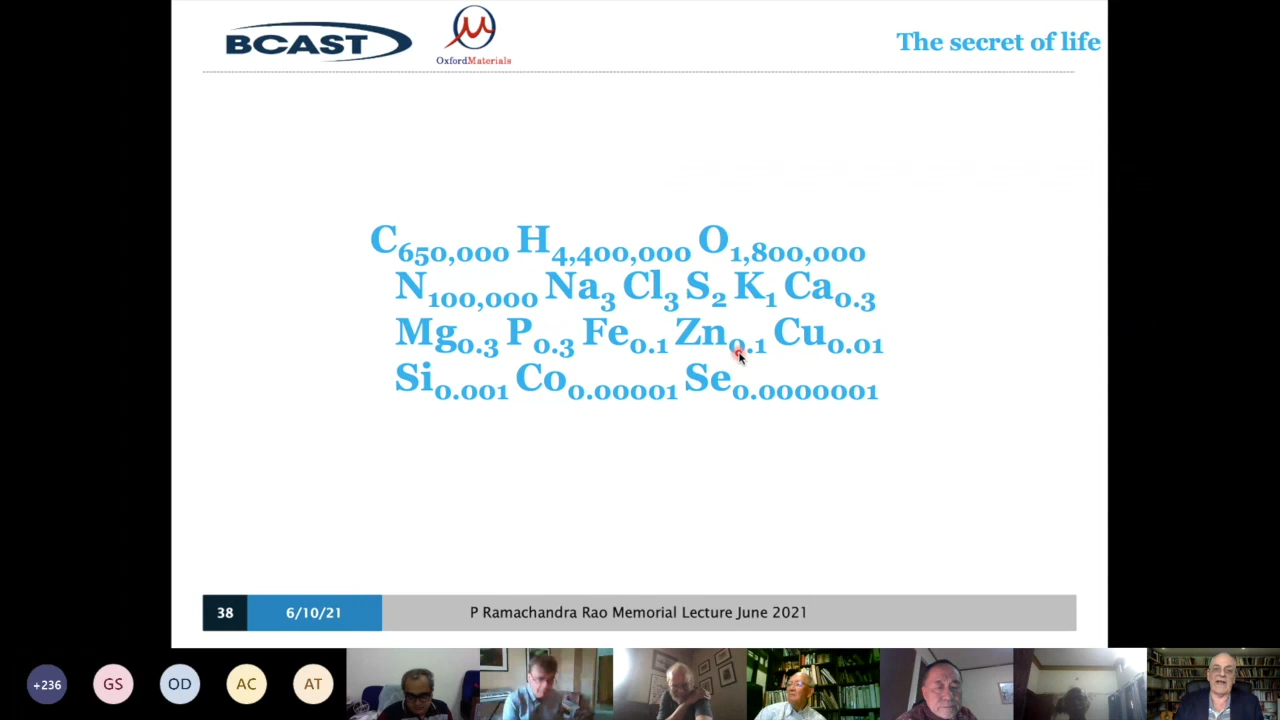 BCAST
OxfordMaterials
The secret of life
C650,000 H4,400,000 O1,800,000
N100,000 Na3 Cl3 S2 K1 Ca0.3
Mg0.3 P0.3 Fe0.1 Zn0.1 Cu0.01
Si0.001 Co0.00001 Se0.0000001
38 6/10/21 P Ramachandra Rao Memorial Lecture June 2021
+236 GS OD AC AT